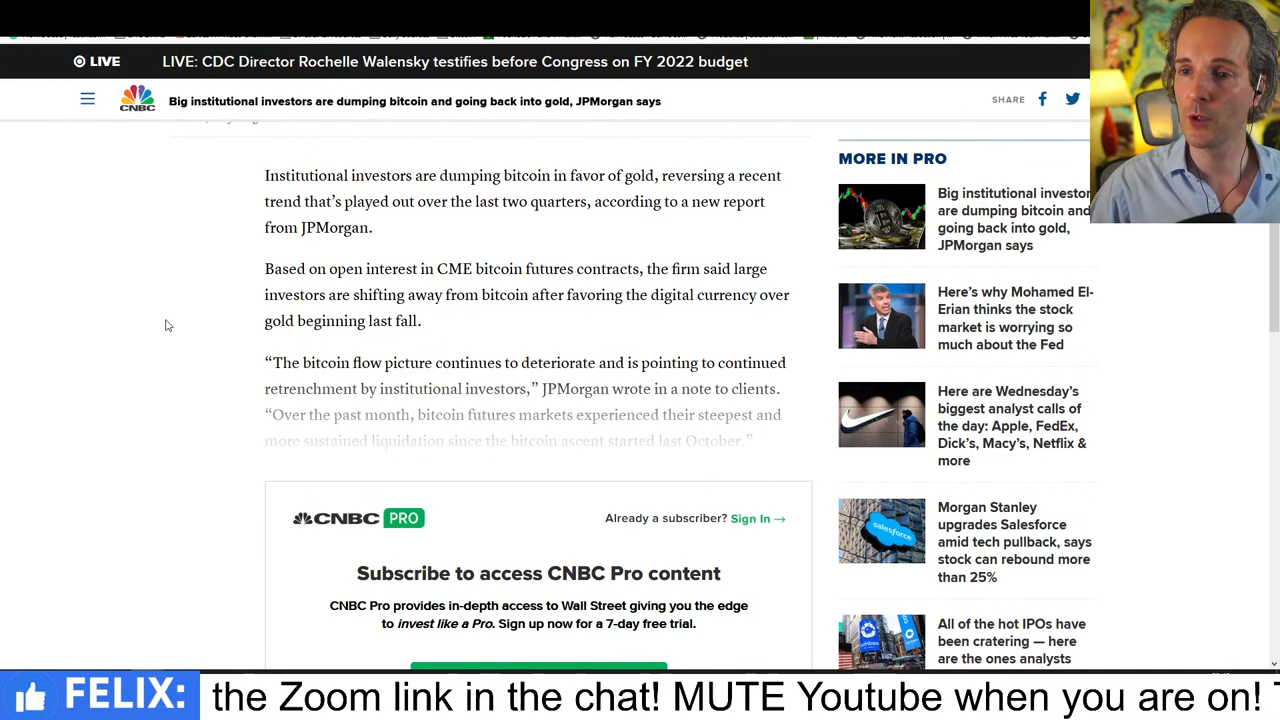 LIVE
LIVE: CDC Director Rochelle Walensky testifies before Congress on FY 2022 budget
CNBC
Big institutional investors are dumping bitcoin and going back into gold, JPMorgan says
SHARE
Institutional investors are dumping bitcoin in favor of gold, reversing a recent
trend that’s played out over the last two quarters, according to a new report
from JPMorgan.
Based on open interest in CME bitcoin futures contracts, the firm said large
investors are shifting away from bitcoin after favoring the digital currency over
gold beginning last fall.
“The bitcoin flow picture continues to deteriorate and is pointing to continued
retrenchment by institutional investors,” JPMorgan wrote in a note to clients.
“Over the past month, bitcoin futures markets experienced their steepest and
more sustained liquidation since the bitcoin ascent started last October.”
CNBC PRO
Already a subscriber? Sign In →
Subscribe to access CNBC Pro content
CNBC Pro provides in-depth access to Wall Street giving you the edge
to invest like a Pro. Sign up now for a 7-day free trial.
MORE IN PRO
Big institutional investor
are dumping bitcoin and
going back into gold,
JPMorgan says
Here’s why Mohamed El-
Erian thinks the stock
market is worrying so
much about the Fed
Here are Wednesday’s
biggest analyst calls of
the day: Apple, FedEx,
Dick’s, Macy’s, Netflix &
more
salesforce
Morgan Stanley
upgrades Salesforce
amid tech pullback, says
stock can rebound more
than 25%
All of the hot IPOs have
been cratering — here
are the ones analysts
FELIX: the Zoom link in the chat! MUTE Youtube when you are on!